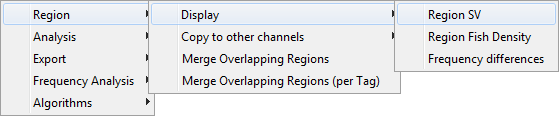 Region
Analysis
Export
Frequency Analysis
Algorithms
Display
Copy to other channels
Merge Overlapping Regions
Merge Overlapping Regions (per Tag)
Region SV
Region Fish Density
Frequency differences